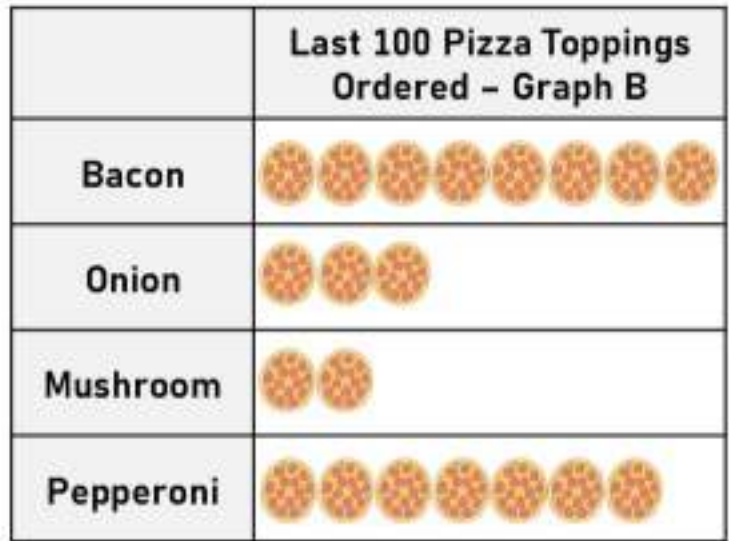 Last 100 Pizza Toppings
Ordered – Graph B
Bacon
Onion
Mushroom
Pepperoni